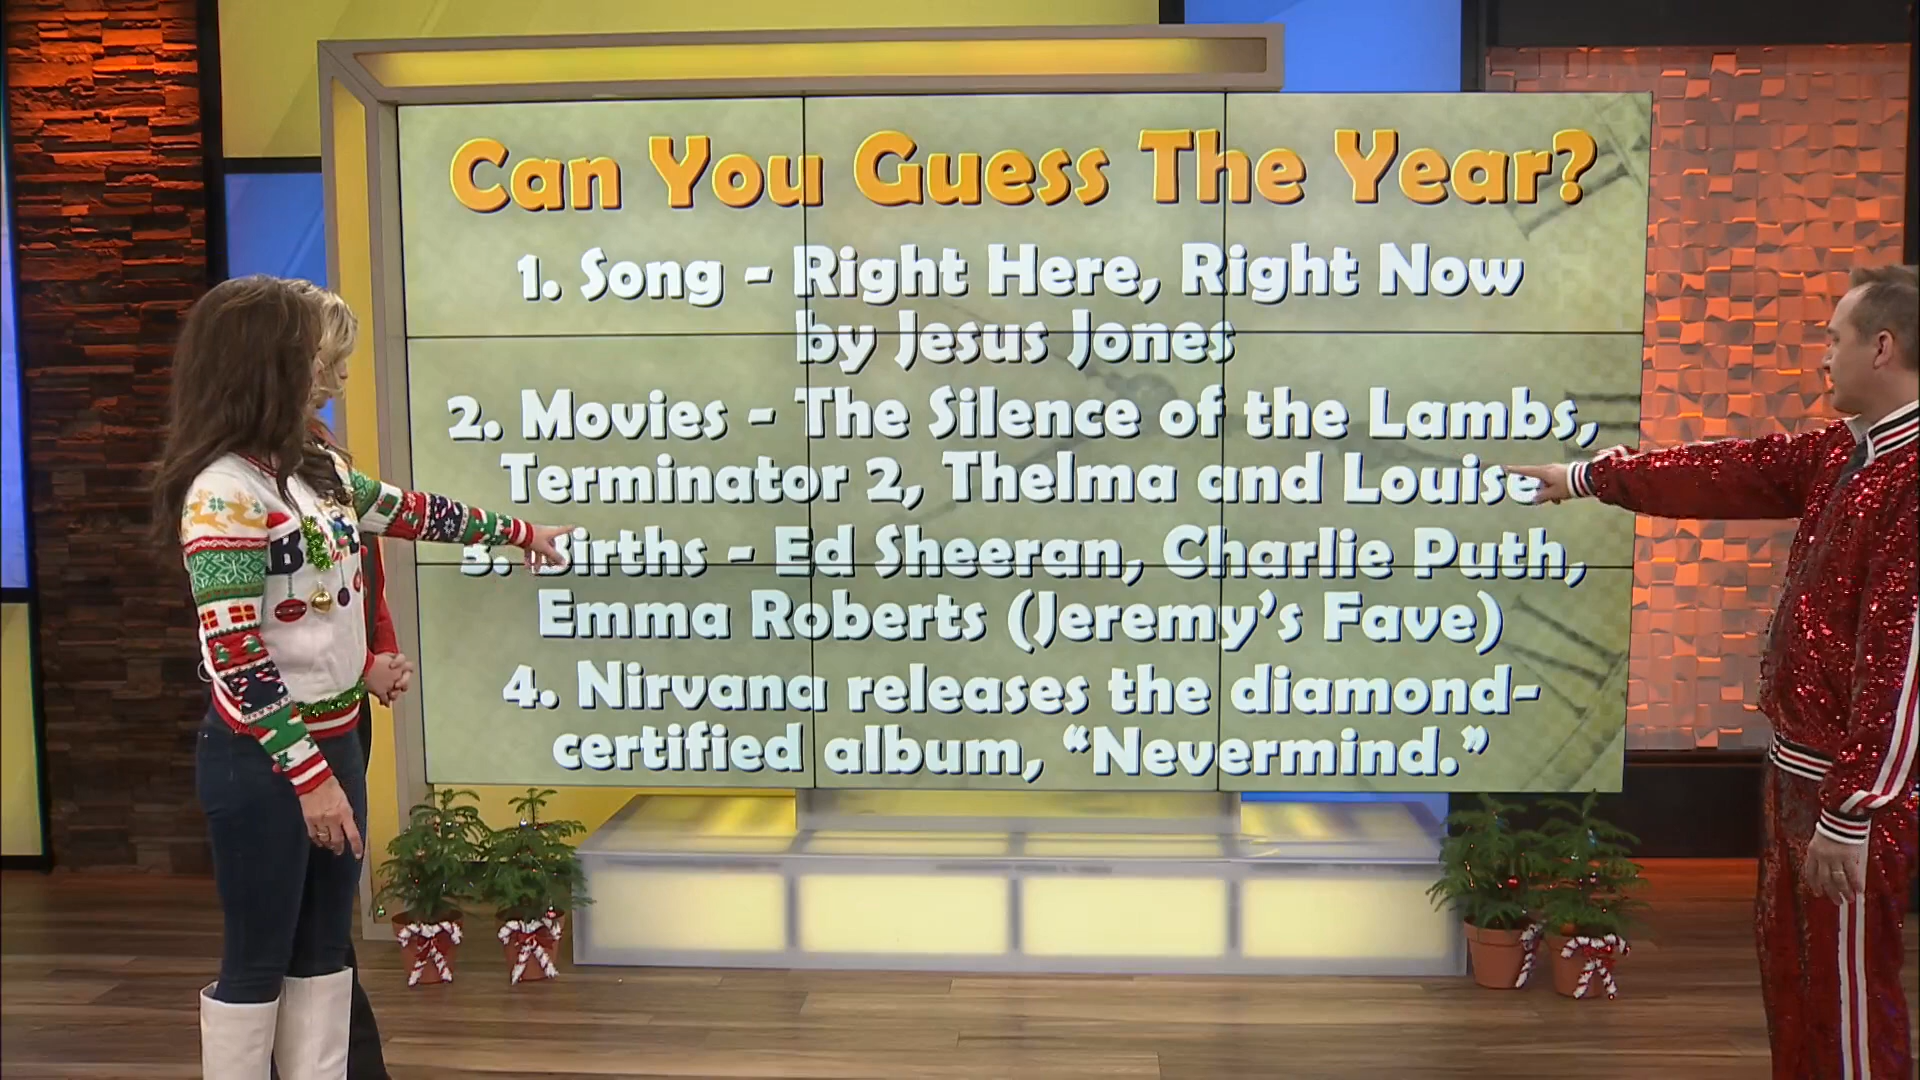 Can You Guess The Year?
1. Song - Right Here, Right Now
by Jesus Jones
2. Movies - The Silence of the Lambs,
Terminator 2, Thelma and Louise
3. Births - Ed Sheeran, Charlie Puth,
Emma Roberts (Jeremy's Fave)
4. Nirvana releases the diamond-
certified album, “Nevermind.”